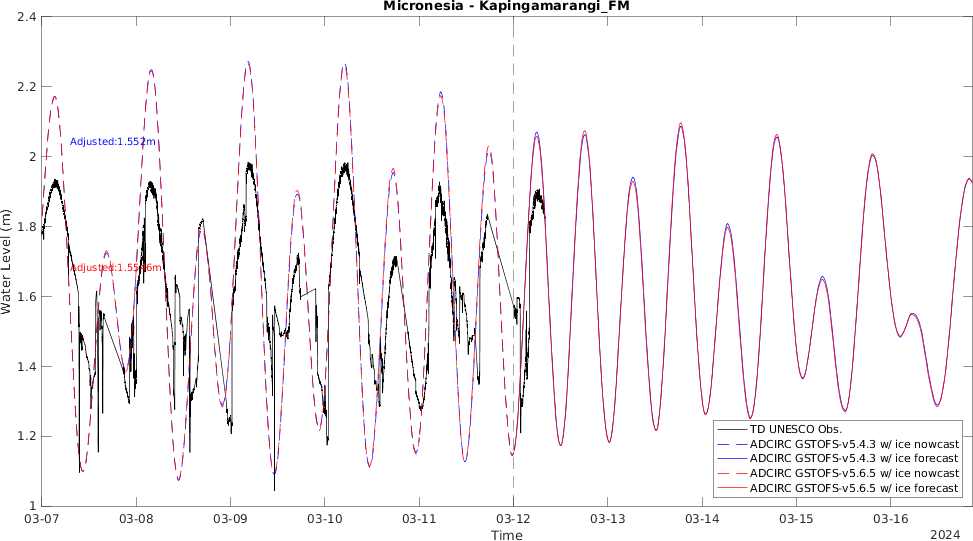 Micronesia - Kapingamarangi_FM
2.4
2.2
2
1.8
1.6
1.4
1.2
1
Water Level (m)
Adjusted:1.552m
03-07
03-08
03-09
03-10
03-11
03-12
03-13
03-14
03-15
03-16
Time
2024
TD UNESCO Obs.
ADCIRC GSTOFS-v5.4.3 w/ ice nowcast
ADCIRC GSTOFS-v5.4.3 w/ ice forecast
ADCIRC GSTOFS-v5.6.5 w/ ice nowcast
ADCIRC GSTOFS-v5.6.5 w/ ice forecast